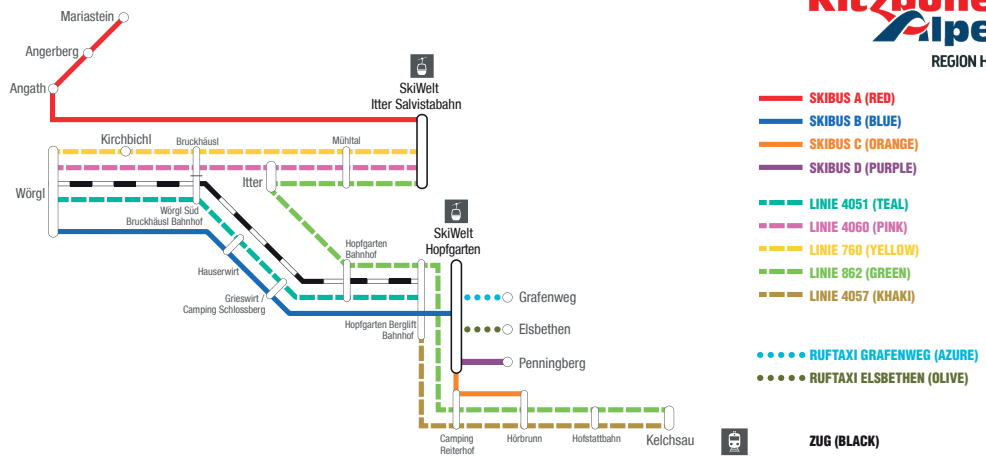 Mariastein
Angerberg
Angath
SkiWelt
Itter Salvistabahn
Kirchbichl
Bruckhäusl
Mühltal
Wörgl
Itter
Wörgl Süd
Bruckhäusl Bahnhof
Hauserwirt
Grieswirt /
Camping Schlossberg
Hopfgarten
Bahnhof
SkiWelt
Hopfgarten
Hopfgarten Berglift
Bahnhof
Grafenweg
Elsbethen
Penningberg
Camping
Reiterhof
Hörbrunn
Hofstattbahn
Kelchsau
REGION H
SKIBUS A (RED)
SKIBUS B (BLUE)
SKIBUS C (ORANGE)
SKIBUS D (PURPLE)
LINIE 4051 (TEAL)
LINIE 4060 (PINK)
LINIE 760 (YELLOW)
LINIE 862 (GREEN)
LINIE 4057 (KHAKI)
RUFTAXI GRAFENWEG (AZURE)
RUFTAXI ELSBETHEN (OLIVE)
ZUG (BLACK)